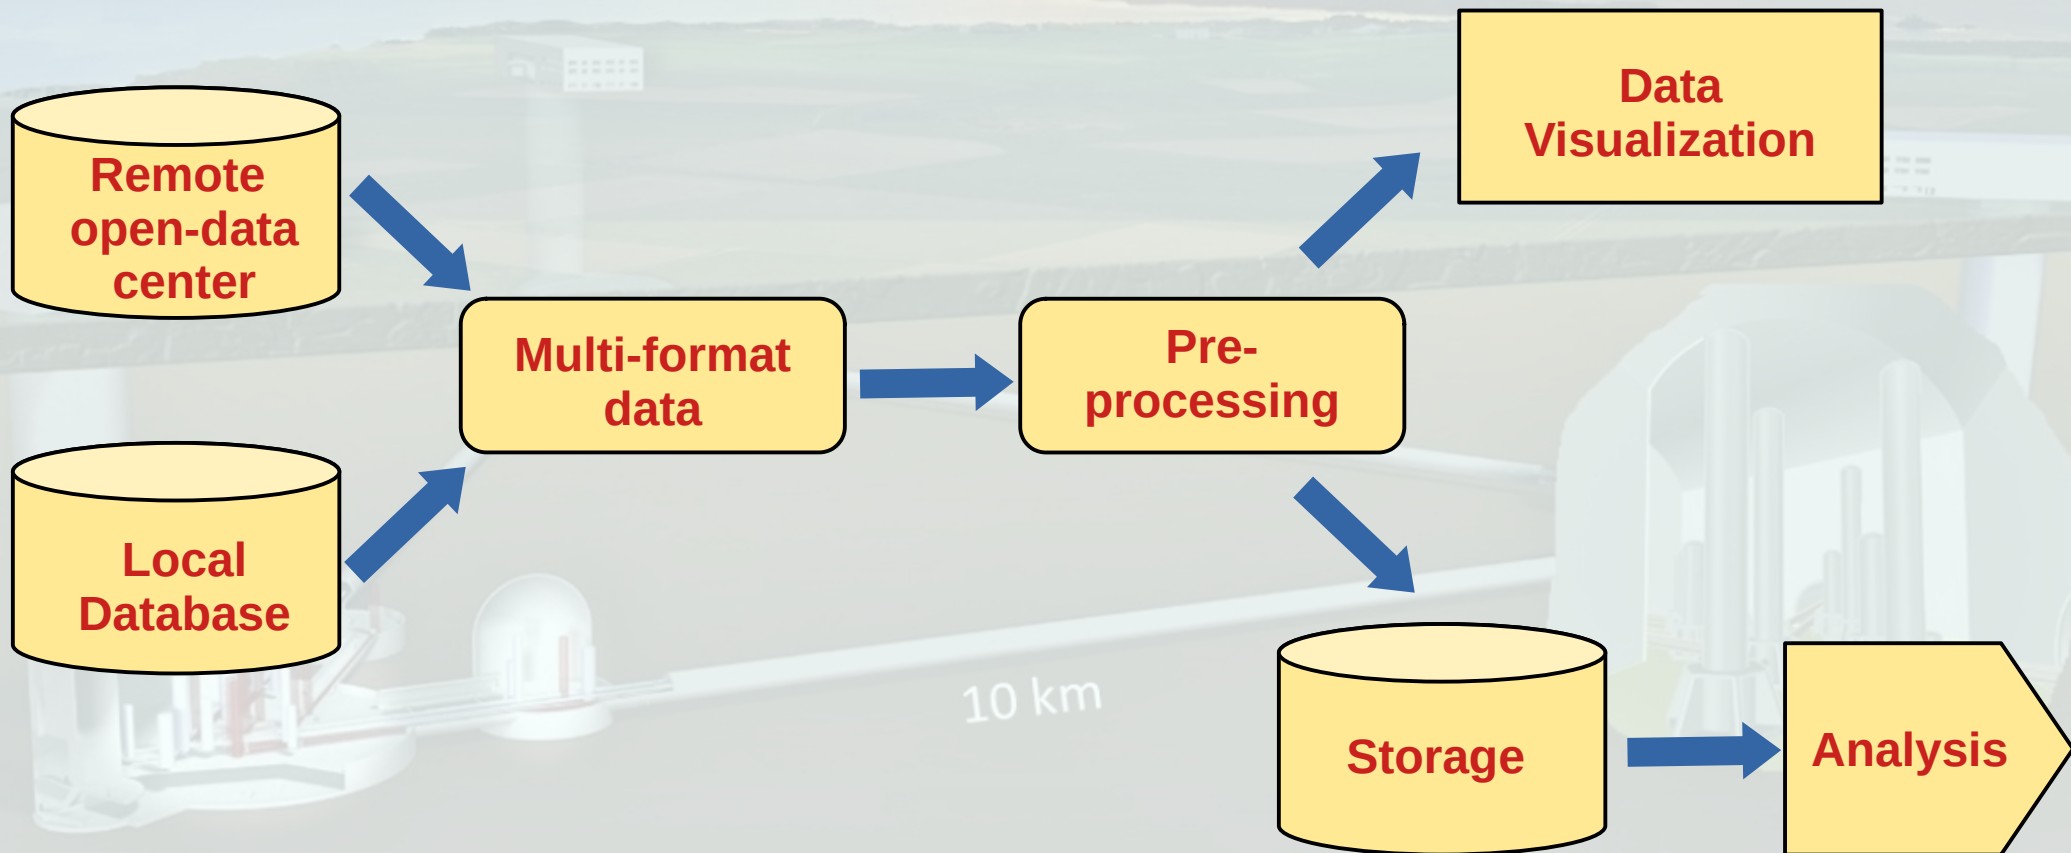 Remote
open-data
center
Local
Database
Multi-format
data
Pre-
processing
Data
Visualization
Storage
Analysis
10 km